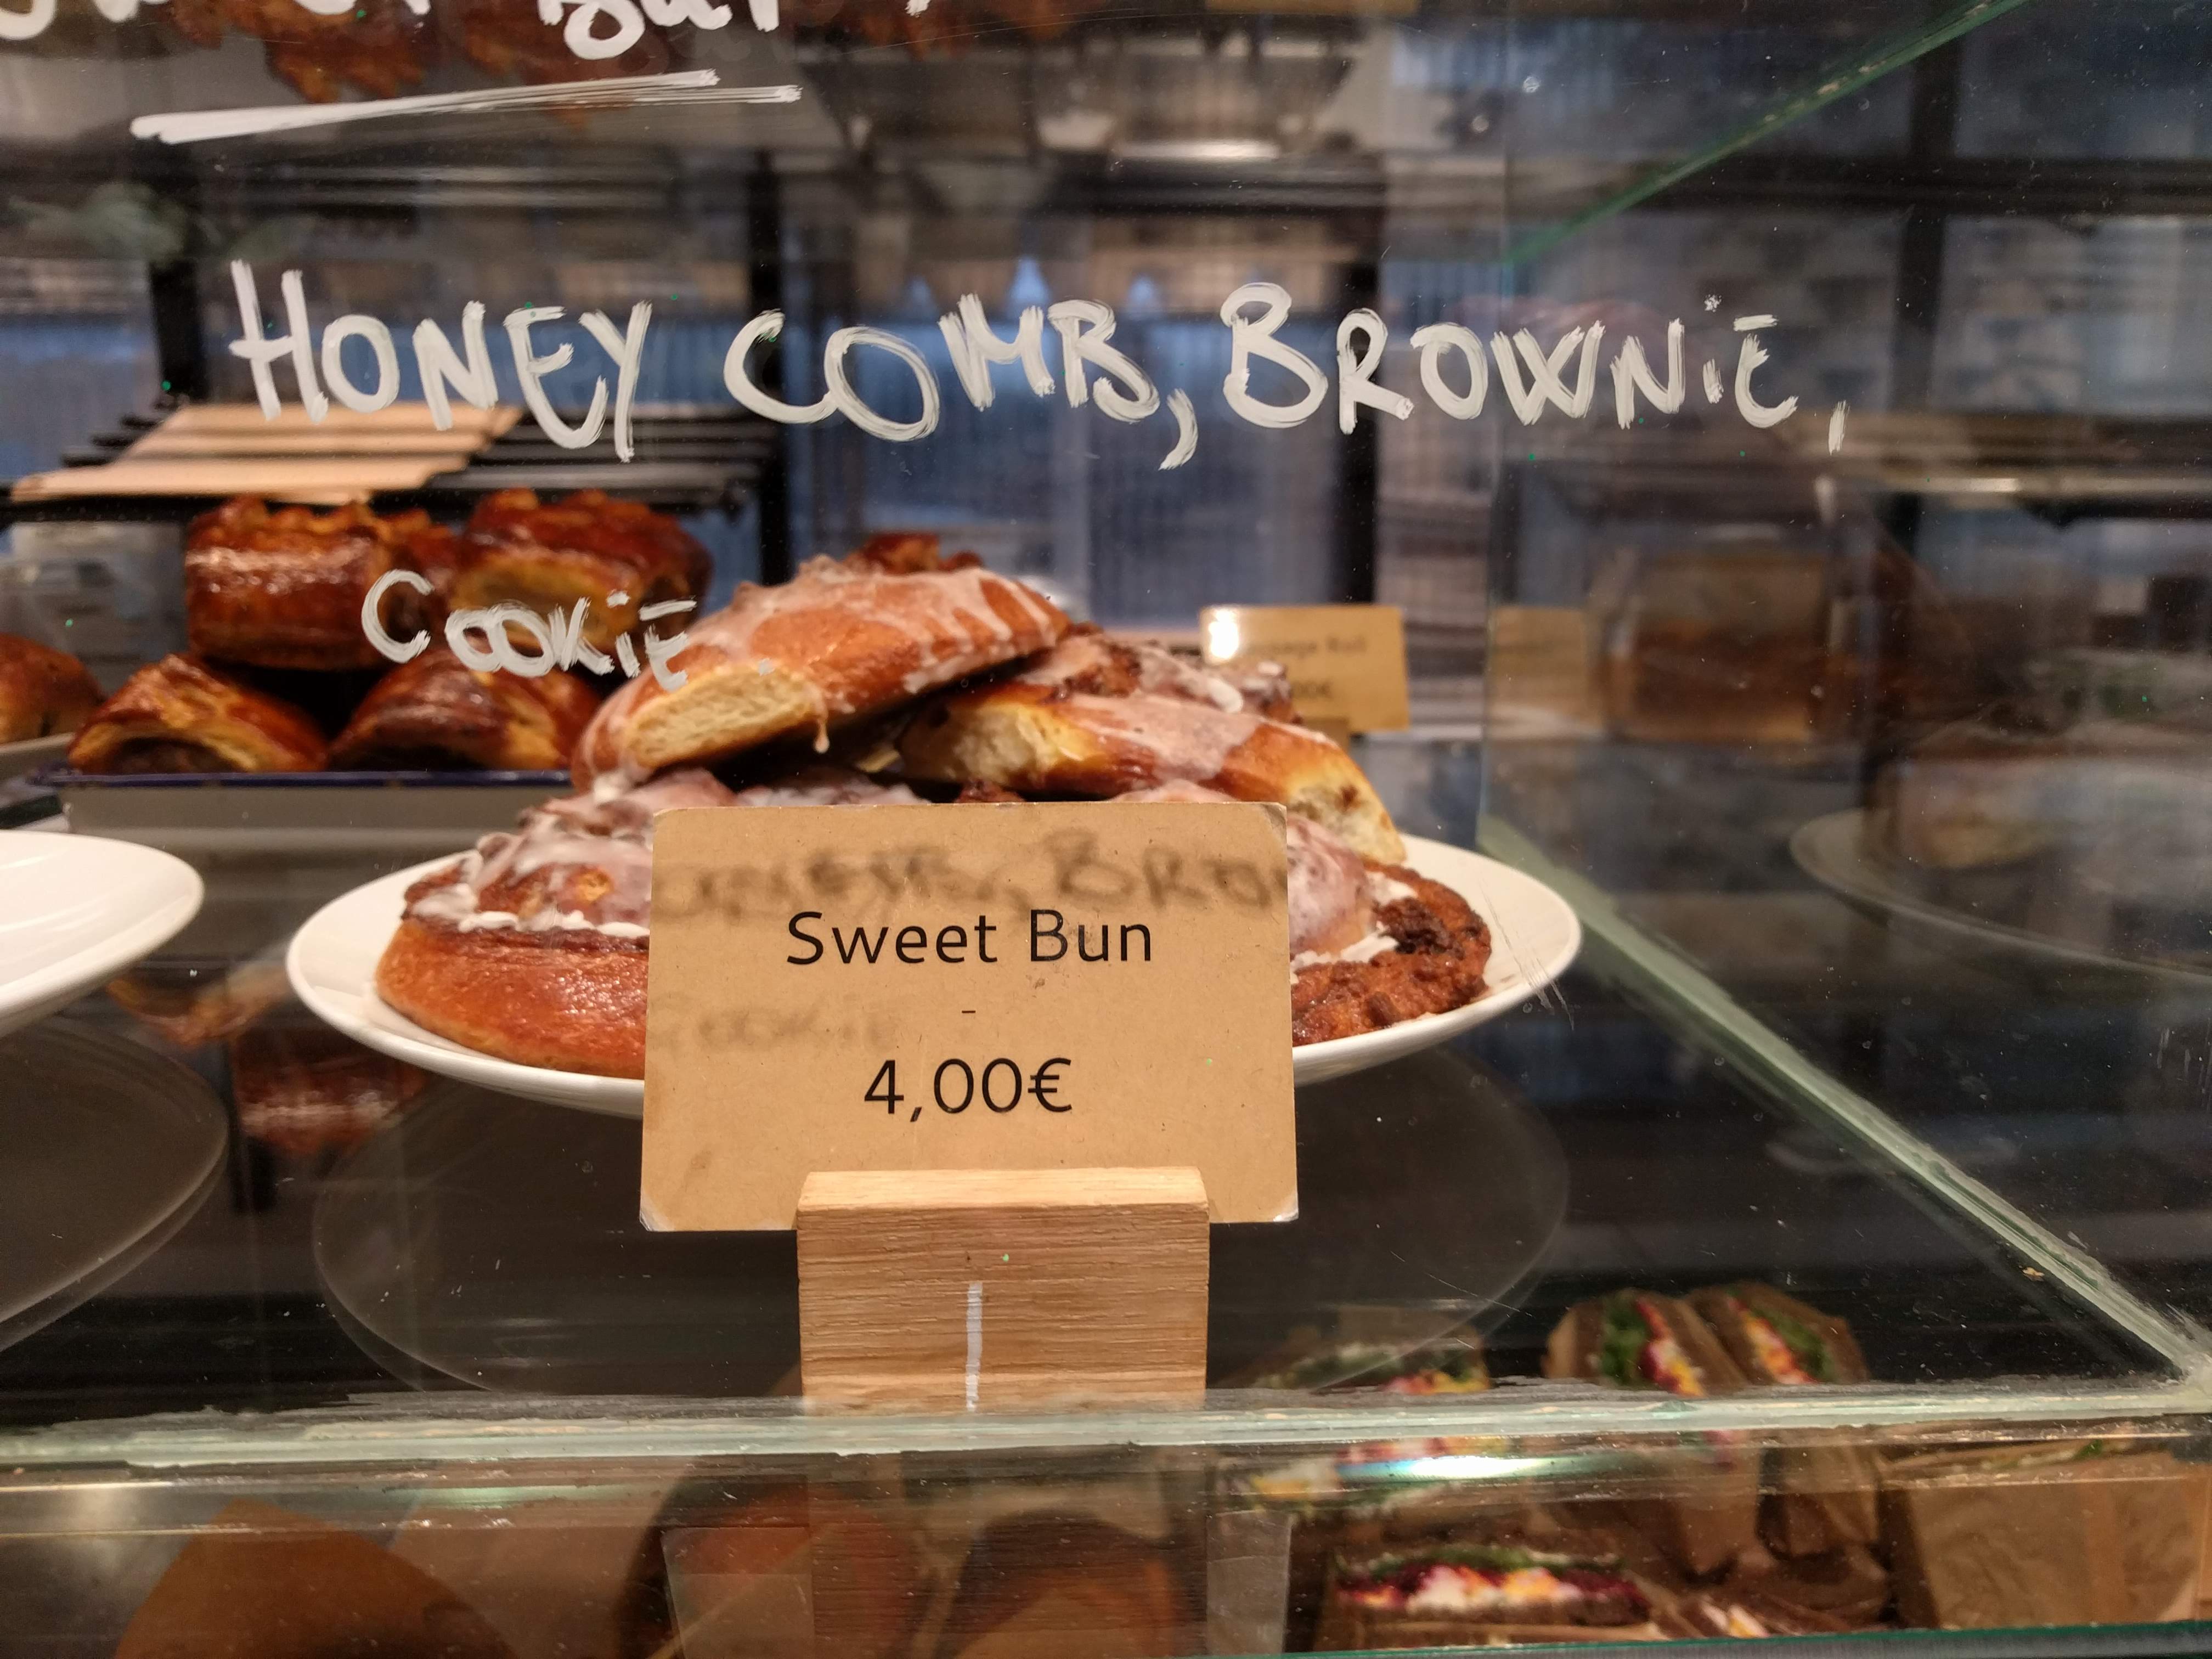 HONEY COMB, BROWNIE,
COOKIE
Sweet Bun
-
4,00€